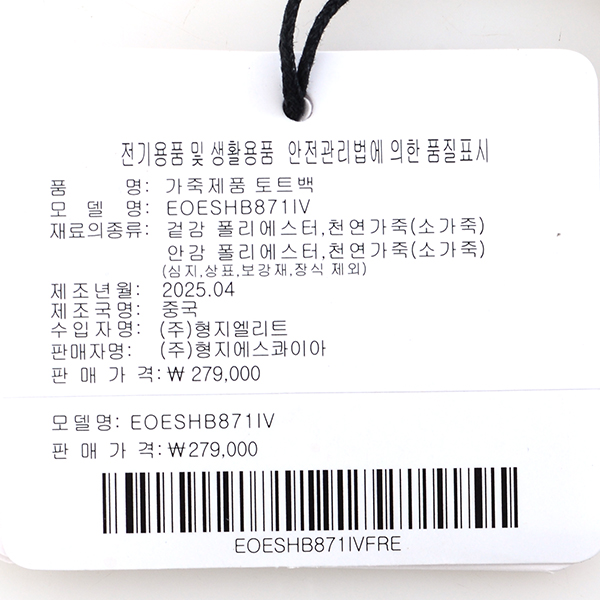 전기용품 및 생활용품 안전관리법에 의한 품질표시
품 명: 가죽제품 토트백
모 델 명: EOESHB871IV
재료의종류: 겉감 폴리에스터,천연가죽(소가죽)
안감 폴리에스터,천연가죽(소가죽)
(심지,상표,보강재,장식 제외)
제조년월: 2025.04
제조국명: 중국
수입자명: (주)형지엘리트
판매자명: (주)형지에스콰이아
판 매 가 격: ₩ 279,000
모델명: EOESHB871IV
판 매 가 격: ₩279,000
EOESHB871IVFRE